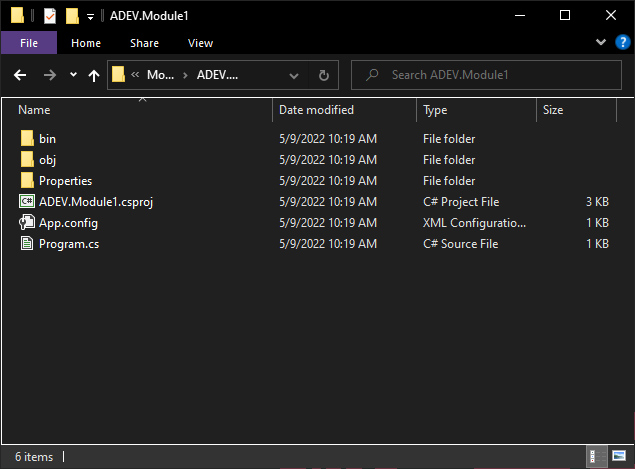 ADEV.Module1
File Home Share View
Mo... ADEV....
Search ADEV.Module1
Name Date modified Type Size
bin 5/9/2022 10:19 AM File folder
obj 5/9/2022 10:19 AM File folder
Properties 5/9/2022 10:19 AM File folder
C# ADEV.Module1.csproj 5/9/2022 10:19 AM C# Project File 3 KB
App.config 5/9/2022 10:19 AM XML Configuratio... 1 KB
Program.cs 5/9/2022 10:19 AM C# Source File 1 KB
6 items